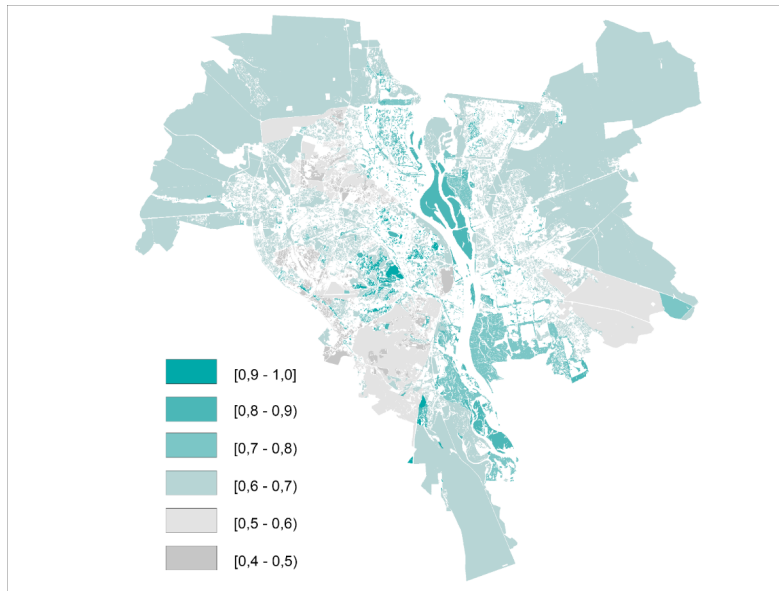 [0,9 - 1,0]
[0,8 - 0,9)
[0,7 - 0,8)
[0,6 - 0,7)
[0,5 - 0,6)
[0,4 - 0,5)